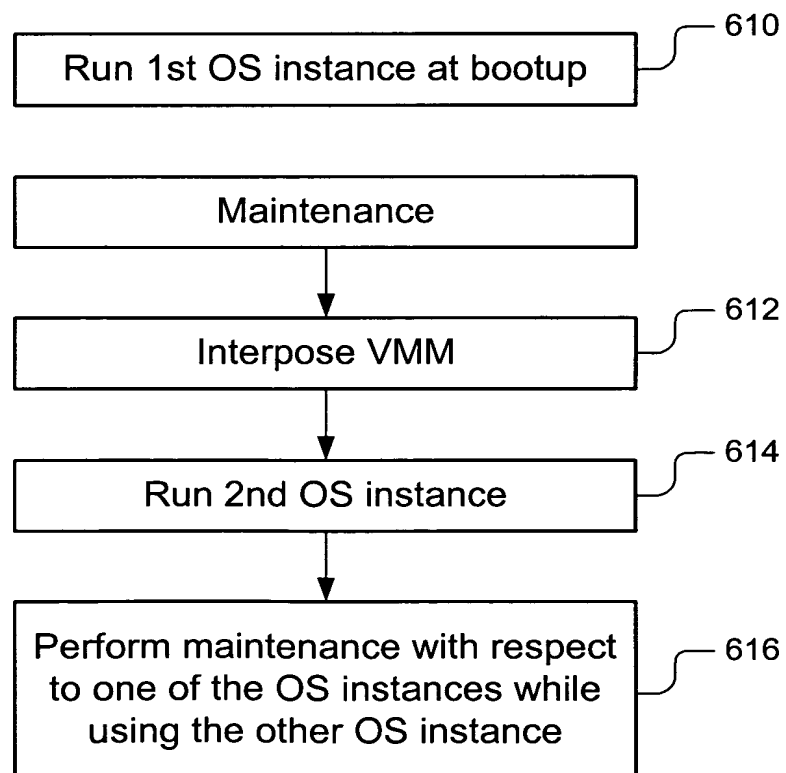 610
Run 1st OS instance at bootup
Maintenance
612
Interpose VMM
614
Run 2nd OS instance
Perform maintenance with respect
616
to one of the OS instances while
using the other OS instance